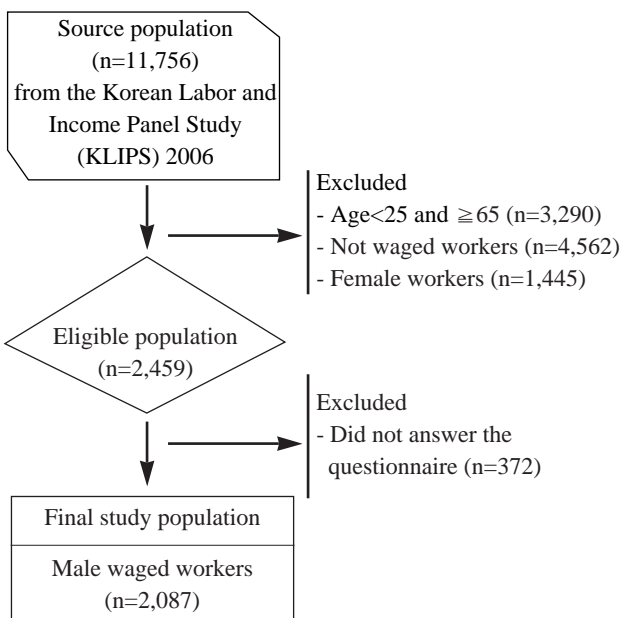 Source population
(n=11,756)
from the Korean Labor and
Income Panel Study
(KLIPS) 2006
Excluded
- Age<25 and ≧65 (n=3,290)
- Not waged workers (n=4,562)
- Female workers (n=1,445)
Eligible population
(n=2,459)
Excluded
- Did not answer the
questionnaire (n=372)
Final study population
Male waged workers
(n=2,087)